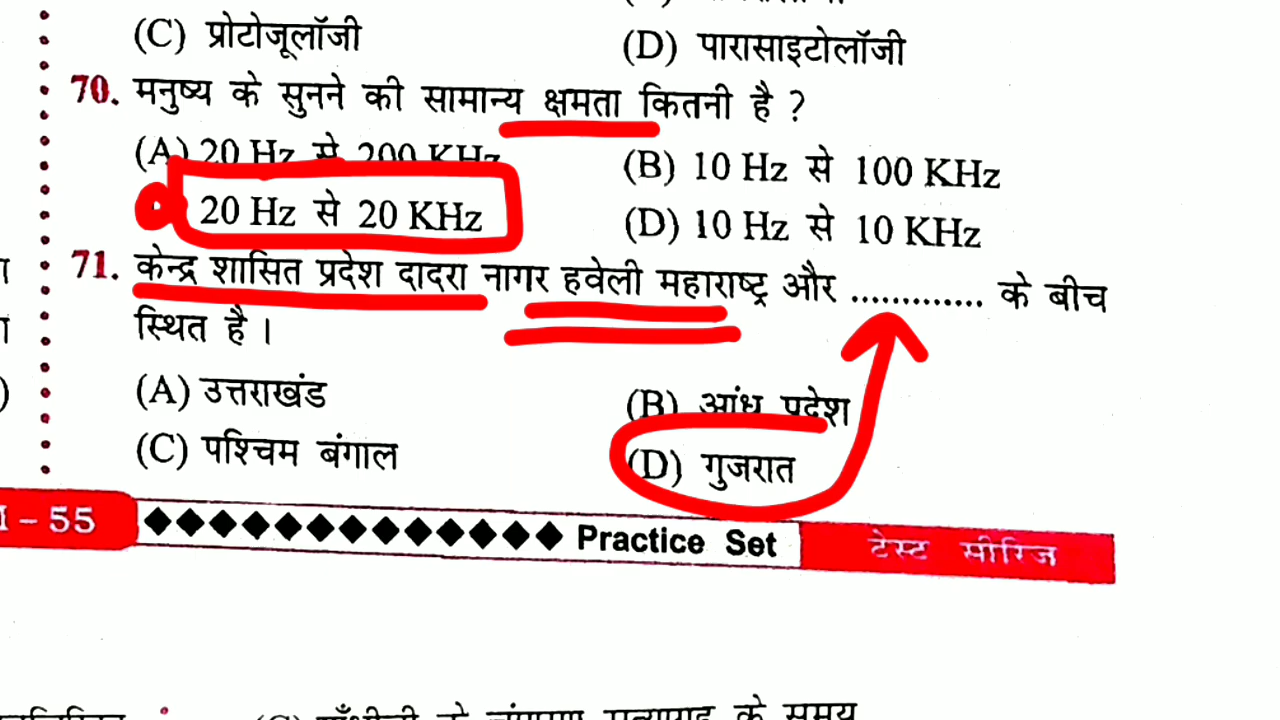 (C) प्रोटोजूलॉजी (D) पारासाइटोलॉजी
70. मनुष्य के सुनने की सामान्य क्षमता कितनी है ?
(A) 20 Hz से 200 KHz (B) 10 Hz से 100 KHz
20 Hz से 20 KHz (D) 10 Hz से 10 KHz
71. केन्द्र शासित प्रदेश दादरा नागर हवेली महाराष्ट्र और ............. के बीच
स्थित है ।
(A) उत्तराखंड (B) आंध्र प्रदेश
(C) पश्चिम बंगाल (D) गुजरात
– 55 Practice Set टेस्ट सीरिज
के समय